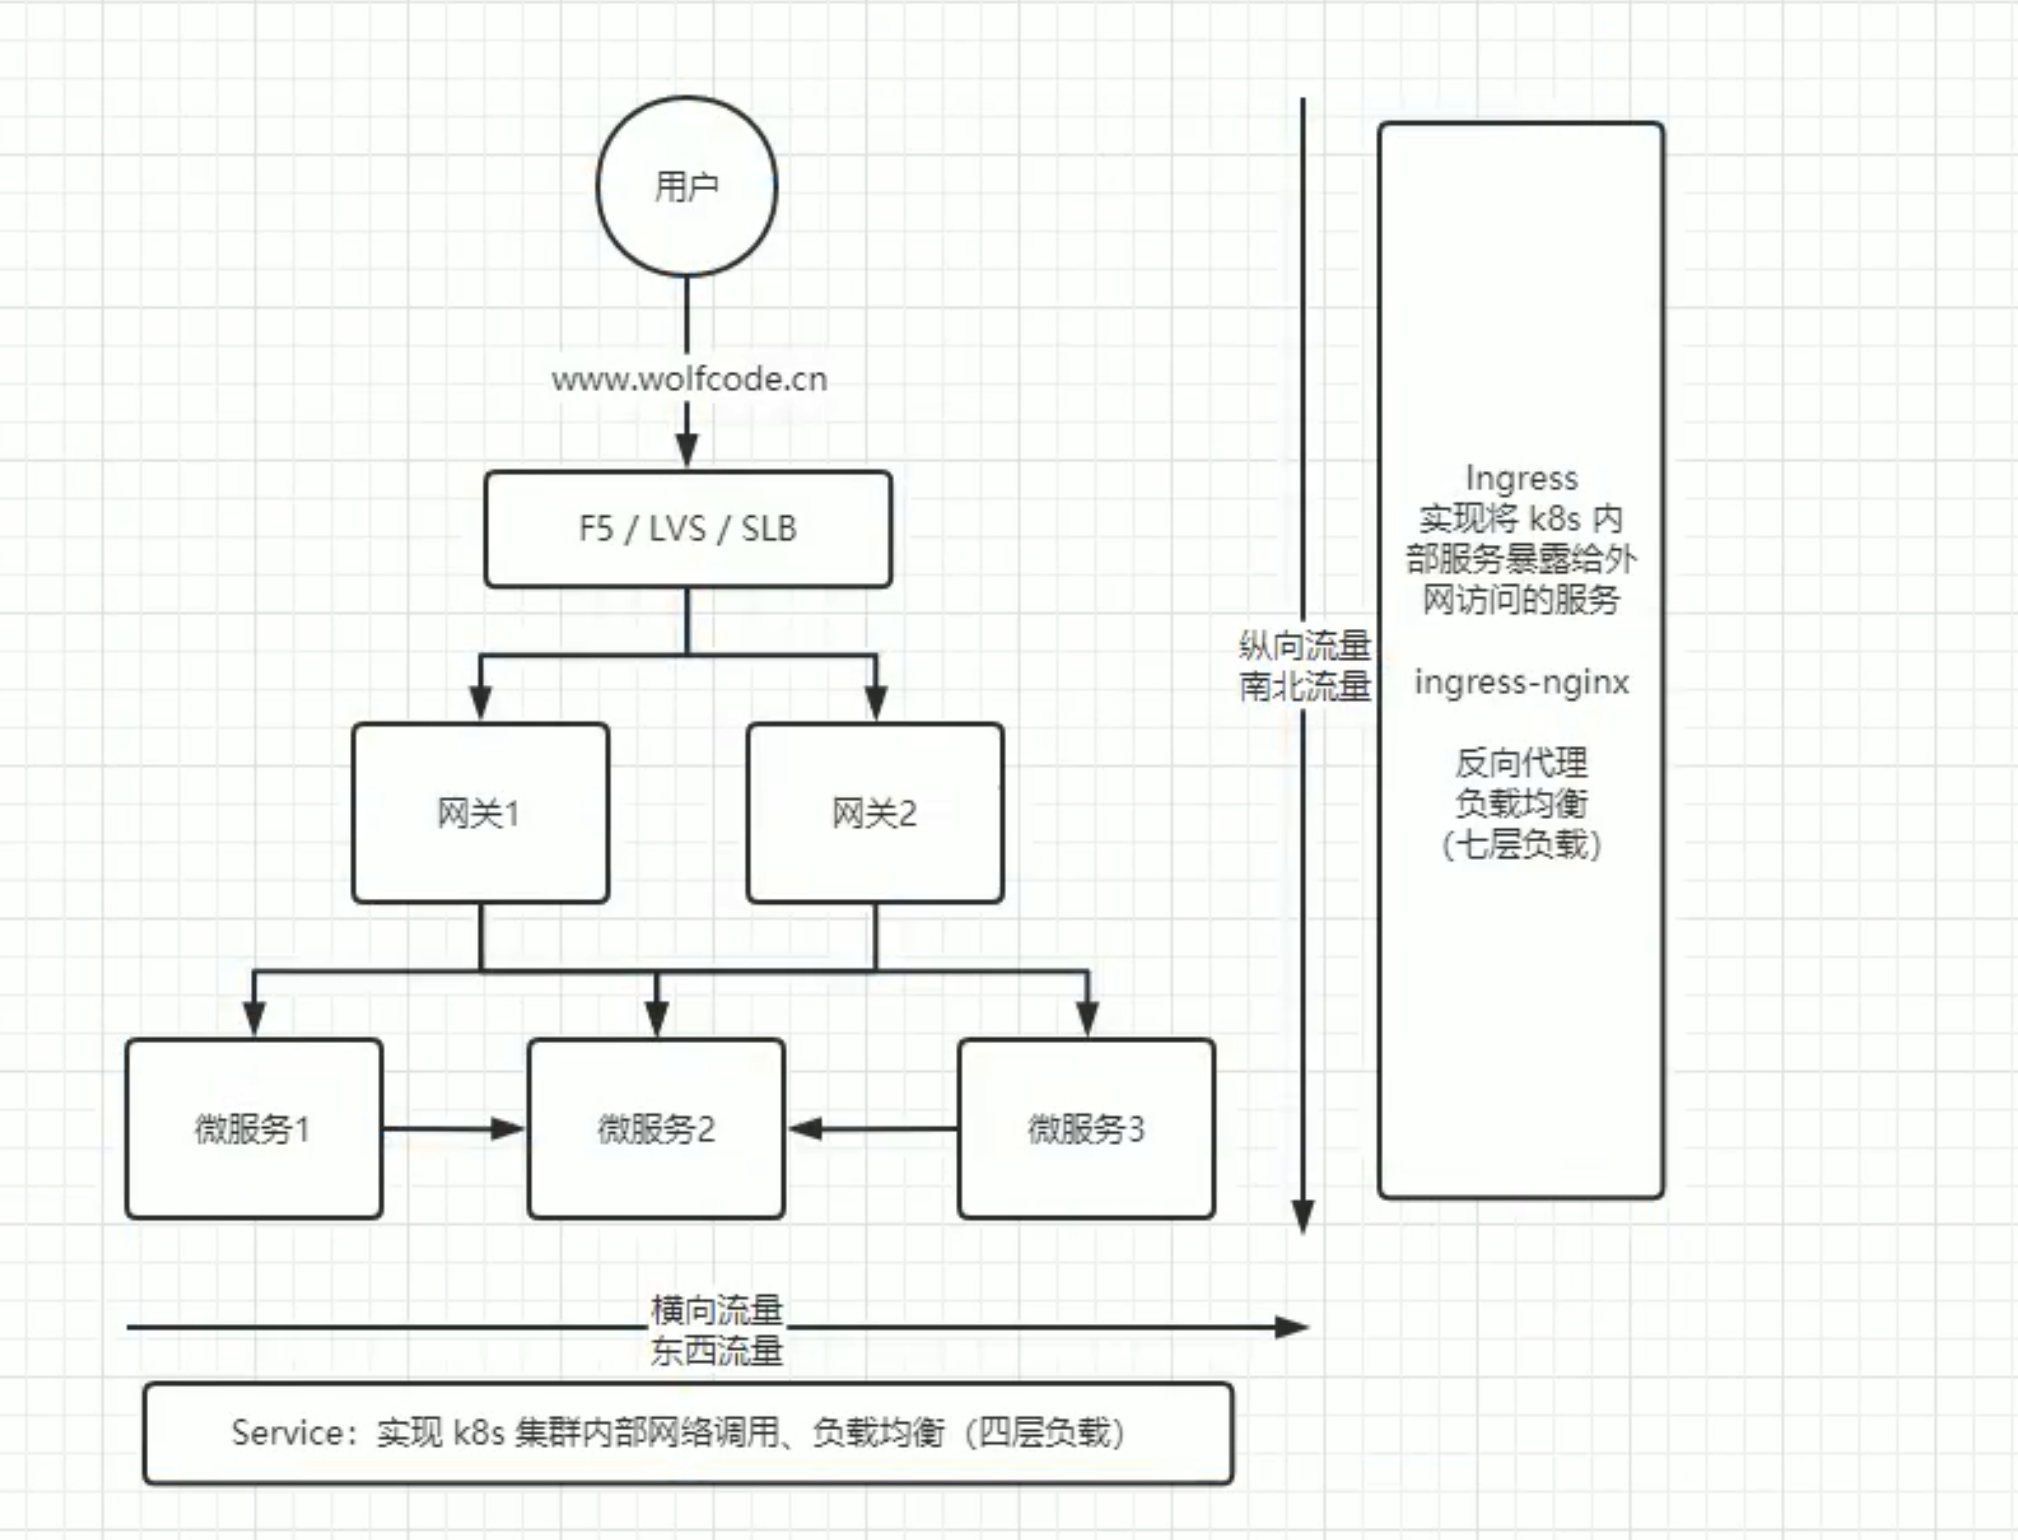 用户
www.wolfcode.cn
F5 / LVS / SLB
网关1
网关2
微服务1
微服务2
微服务3
纵向流量
南北流量
Ingress
实现将 k8s 内
部服务暴露给外
网访问的服务
ingress-nginx
反向代理
负载均衡
（七层负载）
横向流量
东西流量
Service：实现 k8s 集群内部网络调用、负载均衡（四层负载）